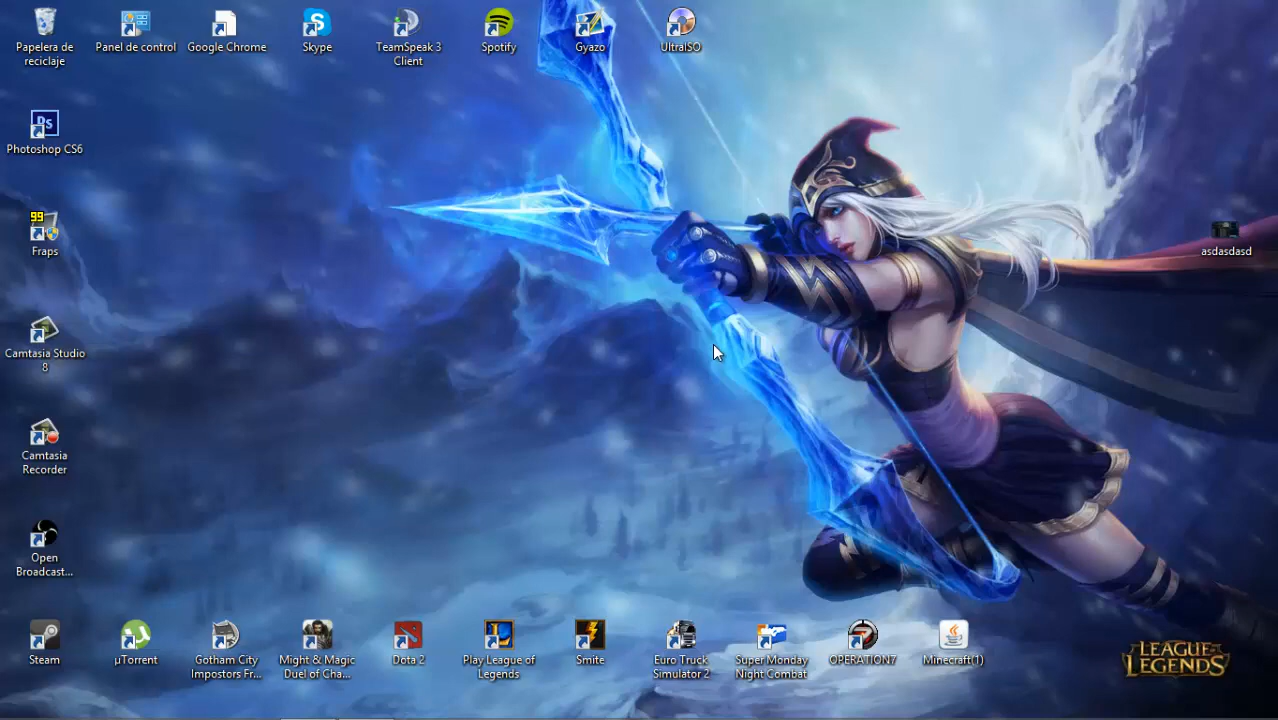 Papelera de
reciclaje
Panel de control
Google Chrome
Skype
TeamSpeak 3
Client
Spotify
Gyazo
UltraISO
Ps
Photoshop CS6
99
Fraps
asdasdasd
Camtasia Studio
8
Camtasia
Recorder
Open
Broadcast...
Steam
µTorrent
Gotham City
Impostors Fr...
Might & Magic
Duel of Cha...
Dota 2
Play League of
Legends
Smite
Euro Truck
Simulator 2
Super Monday
Night Combat
OPERATION7
Minecraft(1)
LEAGUE of
LEGENDS